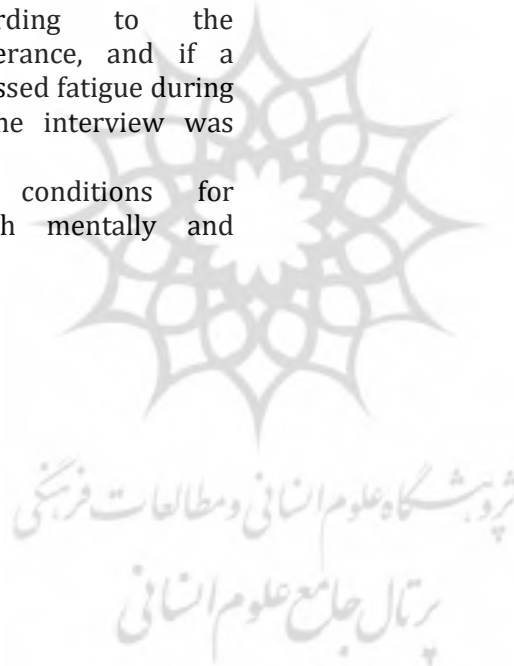 rding to the
erance, and if a
ssed fatigue during
ne interview was
conditions for
h mentally and
پژوهشگاه علوم انسانی و مطالعات فرهنگی
پرتال جامع علوم انسانی